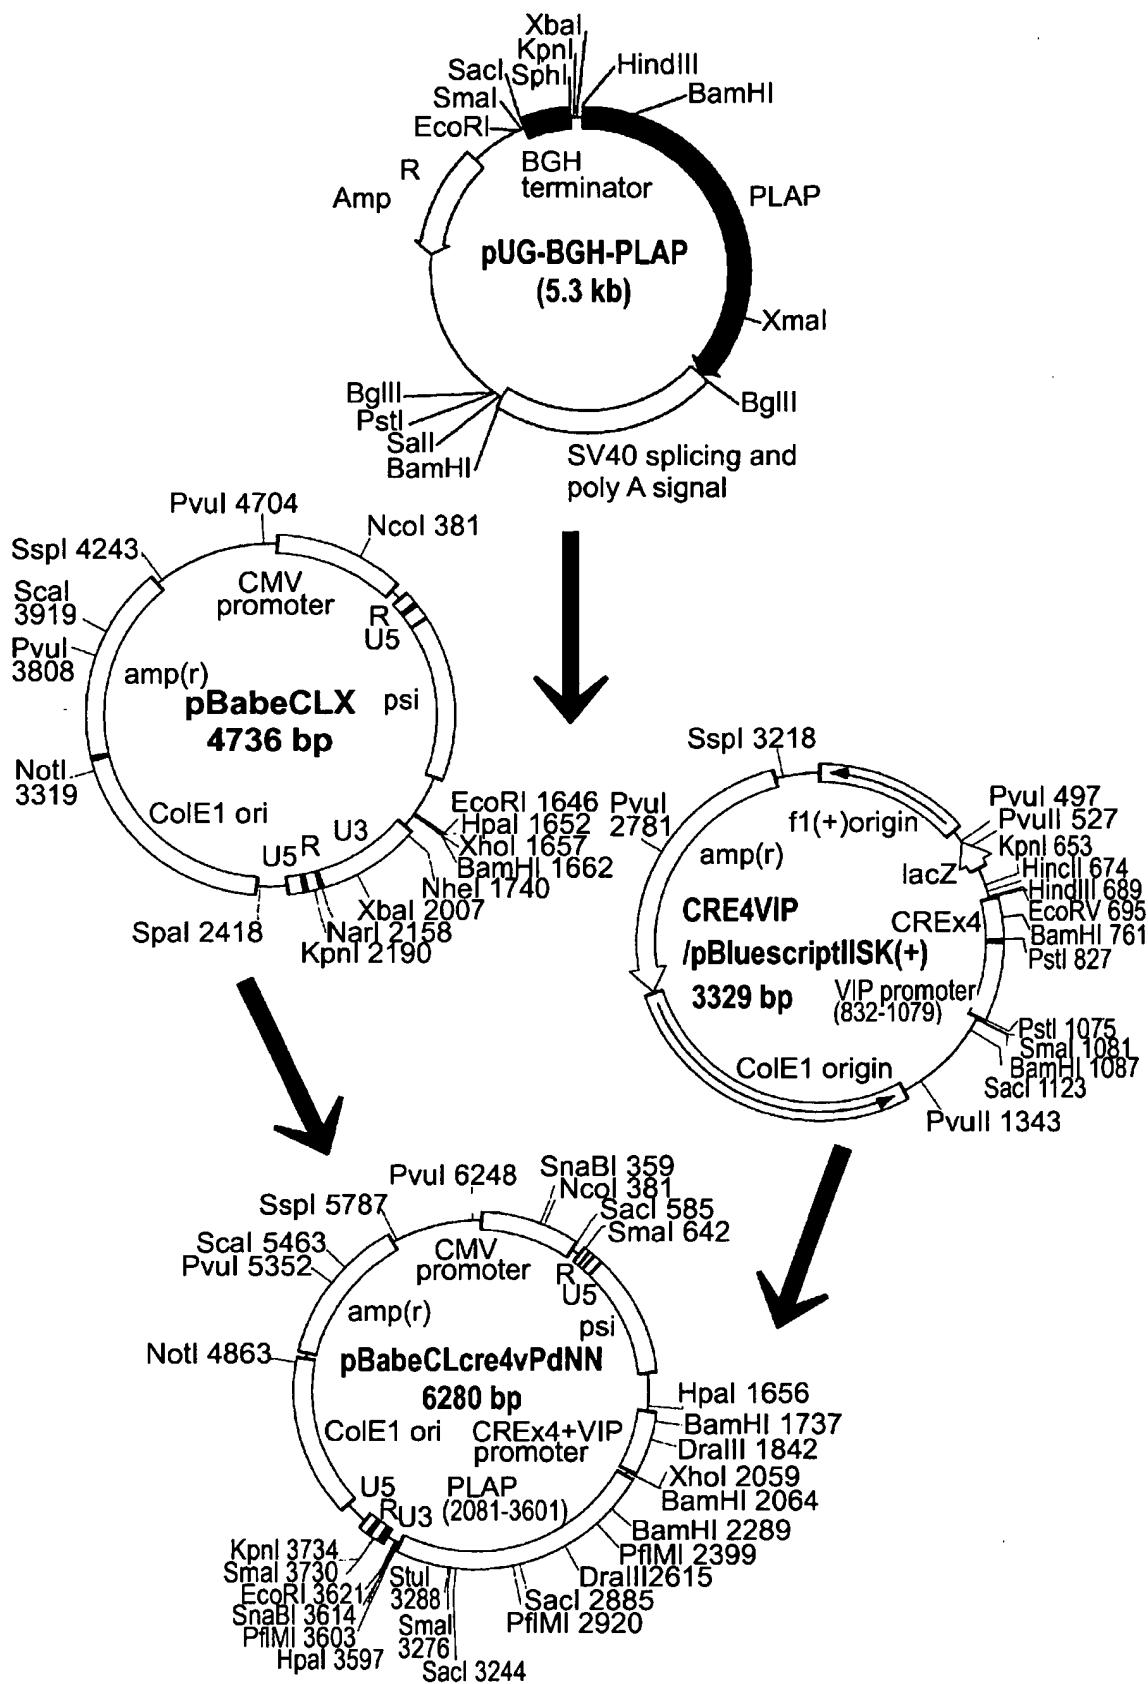 XbaI
KpnI
SphI
HindIII
SacI
BamHI
SmaI
EcoRI
R
Amp
BGH
terminator
PLAP
pUG-BGH-PLAP
(5.3 kb)
XmaI
BglII
PstI
SalI
BamHI
BglII
SV40 splicing and
poly A signal
PvuI 4704
NcoI 381
SspI 4243
ScaI
3919
PvuI
3808
CMV
promoter
R
U5
amp(r)
psi
pBabeCLX
4736 bp
NotI
3319
ColE1 ori
U3
R
U5
EcoRI 1646
HpaI 1652
XhoI 1657
BamHI 1662
NheI 1740
XbaI 2007
NarI 2158
KpnI 2190
SpaI 2418
SspI 3218
PvuI
2781
f1(+)origin
PvuI 497
PvuII 527
KpnI 653
HincII 674
HindIII 689
EcoRV 695
BamHI 761
PstI 827
amp(r)
lacZ
CREx4
CRE4VIP
/pBluescriptIISK(+)
3329 bp
VIP promoter
(832-1079)
PstI 1075
SmaI 1081
BamHI 1087
SacI 1123
ColE1 origin
PvuII 1343
PvuI 6248
SnaBI 359
NcoI 381
SacI 585
SmaI 642
SspI 5787
ScaI 5463
PvuI 5352
CMV
promoter
R
U5
amp(r)
psi
NotI 4863
pBabeCLcre4vPdNN
6280 bp
HpaI 1656
BamHI 1737
DraIII 1842
XhoI 2059
BamHI 2064
BamHI 2289
PflMI 2399
DraIII2615
SacI 2885
PflMI 2920
ColE1 ori
CREx4+VIP
promoter
PLAP
(2081-3601)
U5
R
U3
KpnI 3734
SmaI 3730
EcoRI 3621
SnaBI 3614
PflMI 3603
HpaI 3597
StuI
3288
SmaI
3276
SacI 3244